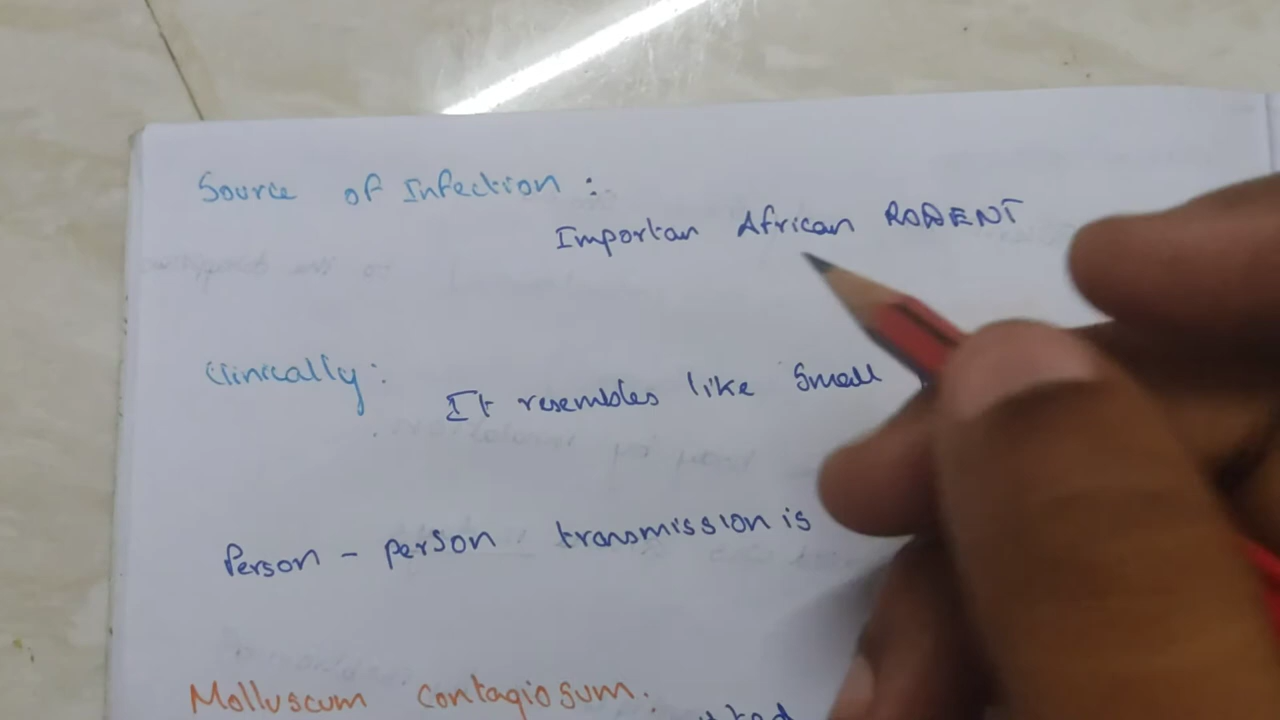 Source of Infection :
Importan African RODENT
Clinically:
It resembles like Small
Person - person transmission is
Molluscum contagiosum.